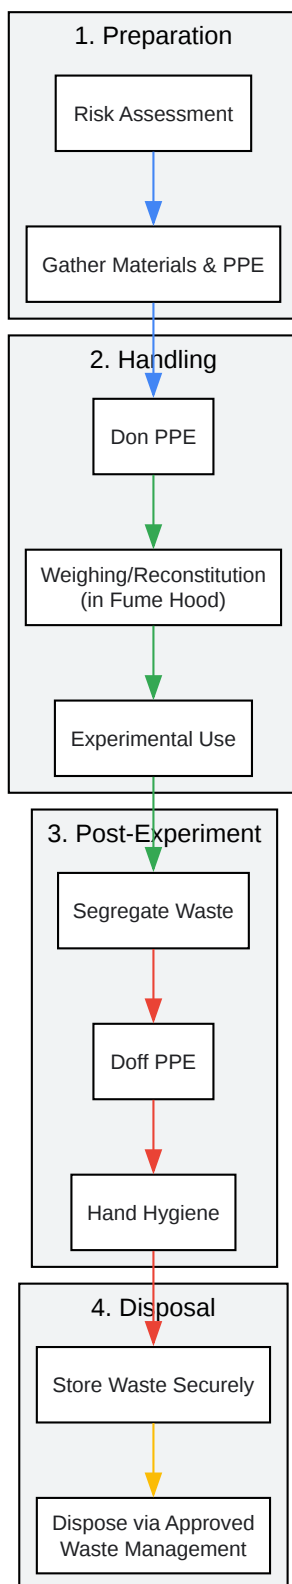 1. Preparation
Risk Assessment
Gather Materials & PPE
2. Handling
Don PPE
Weighing/Reconstitution
(in Fume Hood)
Experimental Use
3. Post-Experiment
Segregate Waste
Doff PPE
Hand Hygiene
4. Disposal
Store Waste Securely
Dispose via Approved
Waste Management